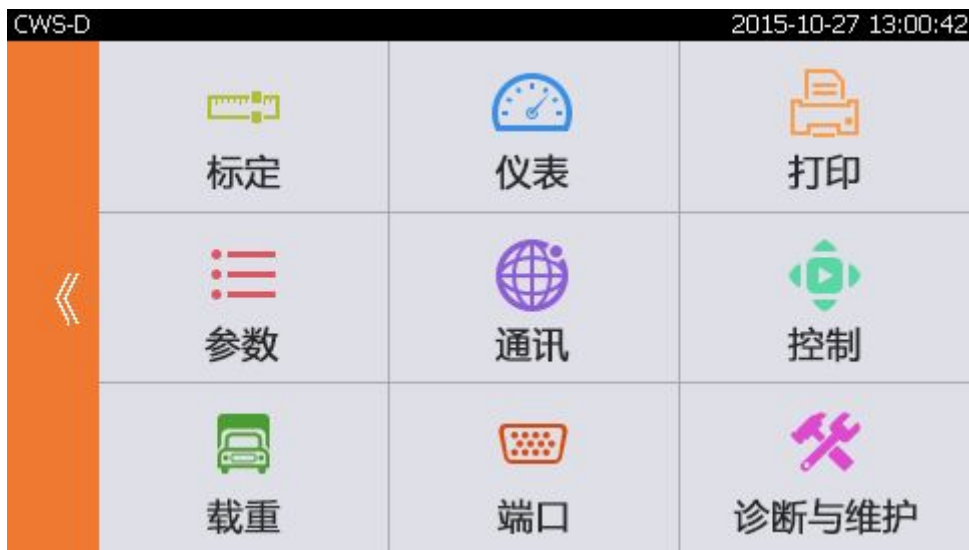 CWS-D 2015-10-27 13:00:42
标定 仪表 打印
参数 通讯 控制
载重 端口 诊断与维护